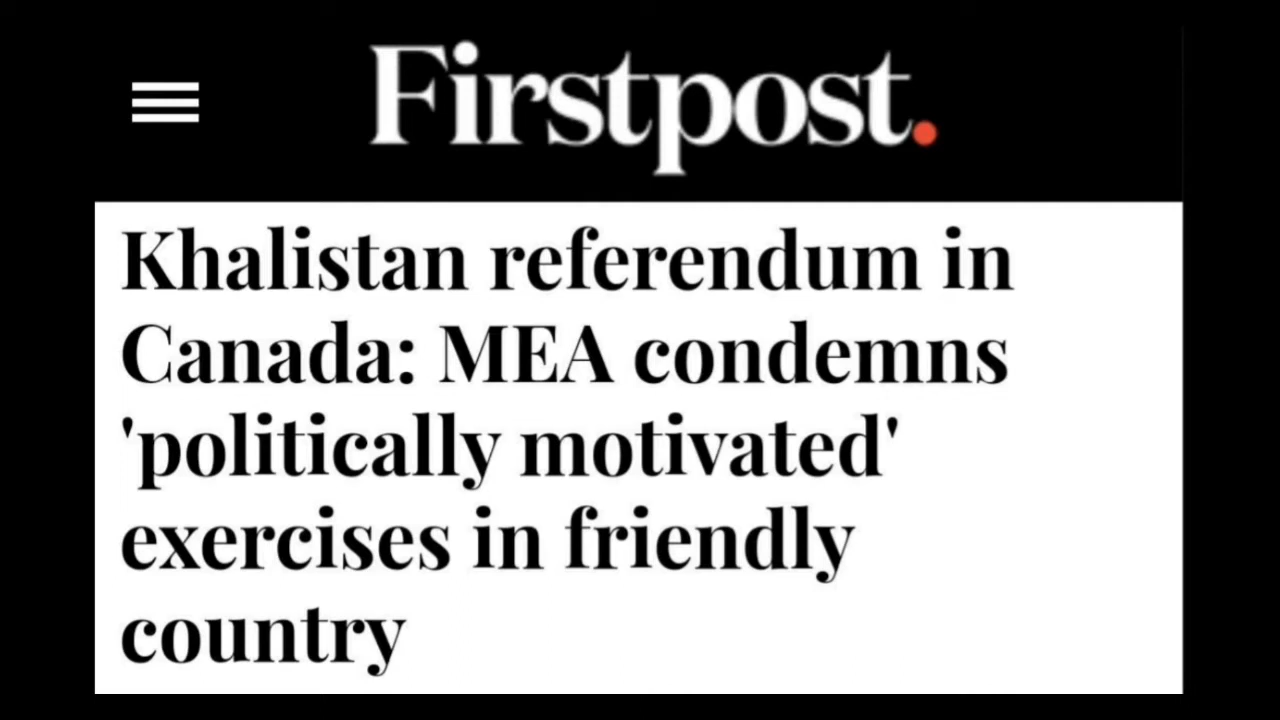 Firstpost.
Khalistan referendum in
Canada: MEA condemns
'politically motivated'
exercises in friendly
country